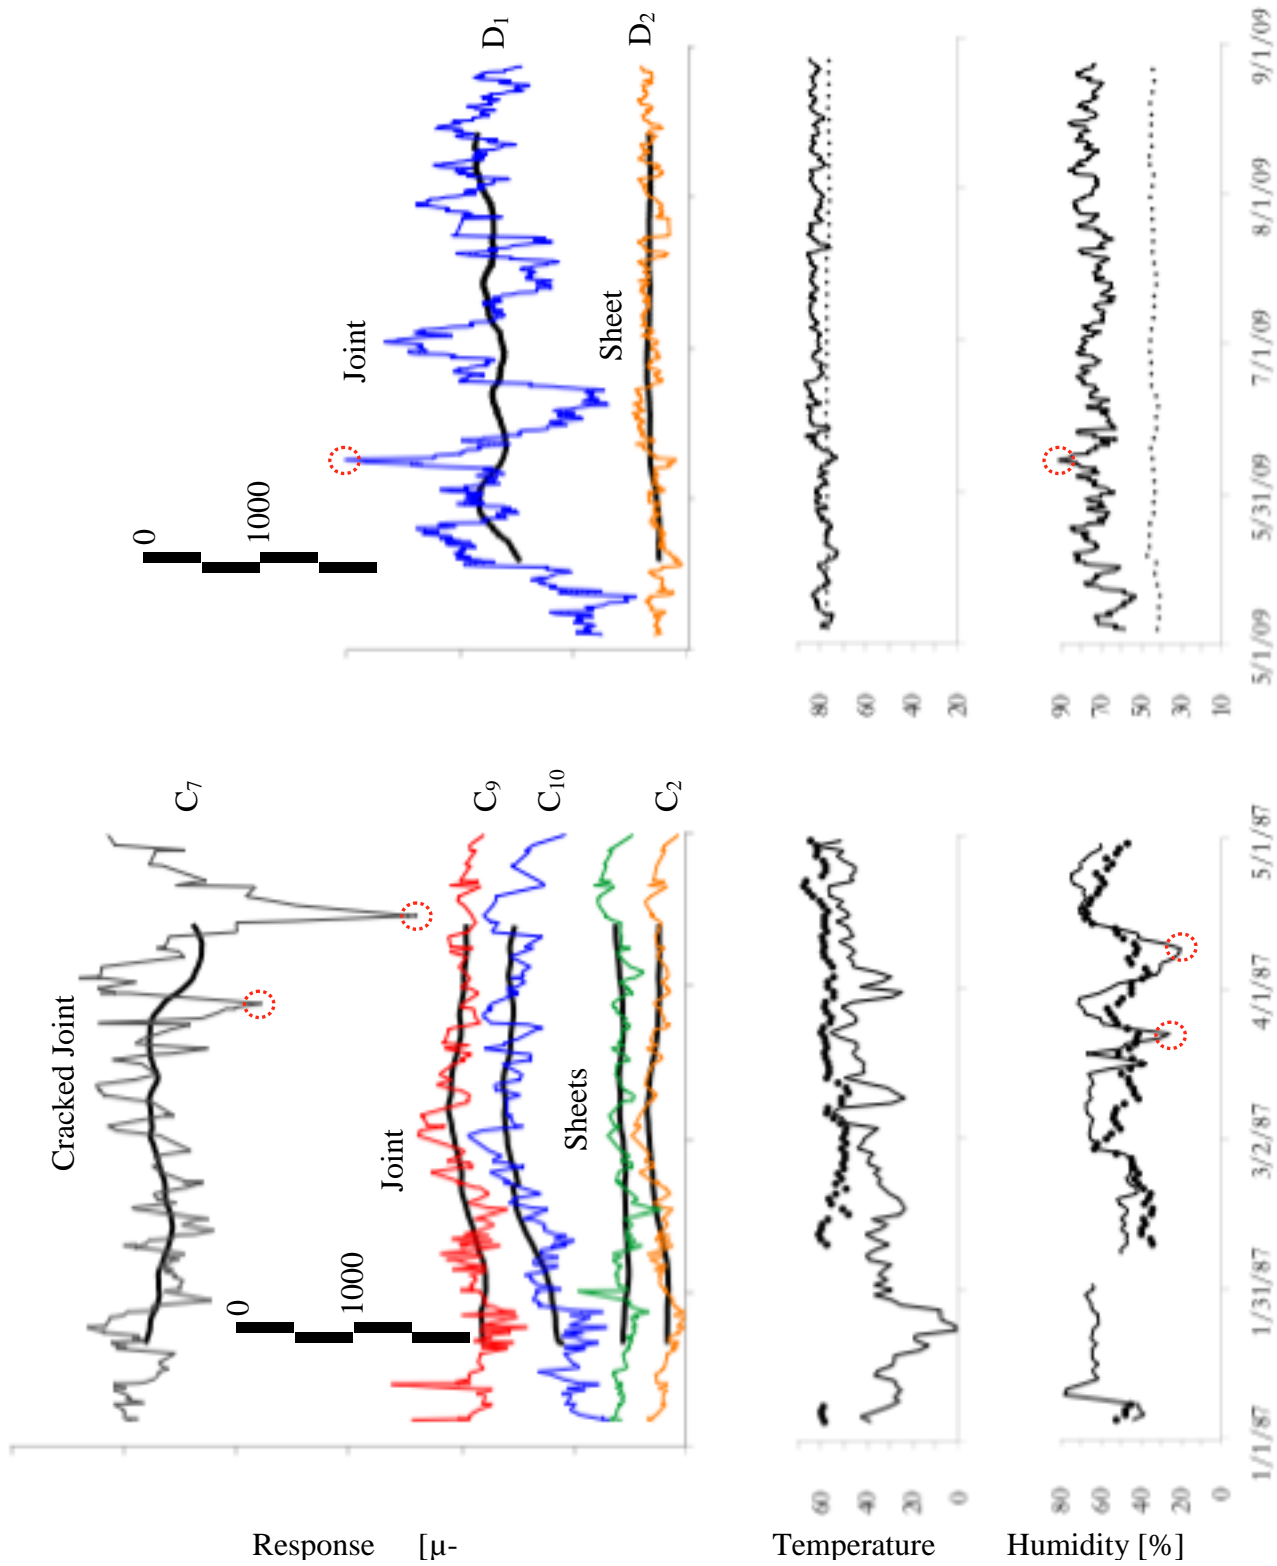 Cracked Joint
C7
0
1000
Joint
C9
C10
Sheets
C2
0
1000
Joint
D1
Sheet
D2
Response [µ-
Temperature
60
40
20
0
80
60
40
20
Humidity [%]
80
60
40
20
90
70
50
30
10
1/1/87
1/31/87
3/2/87
4/1/87
5/1/87
5/1/09
5/31/09
7/1/09
8/1/09
9/1/09